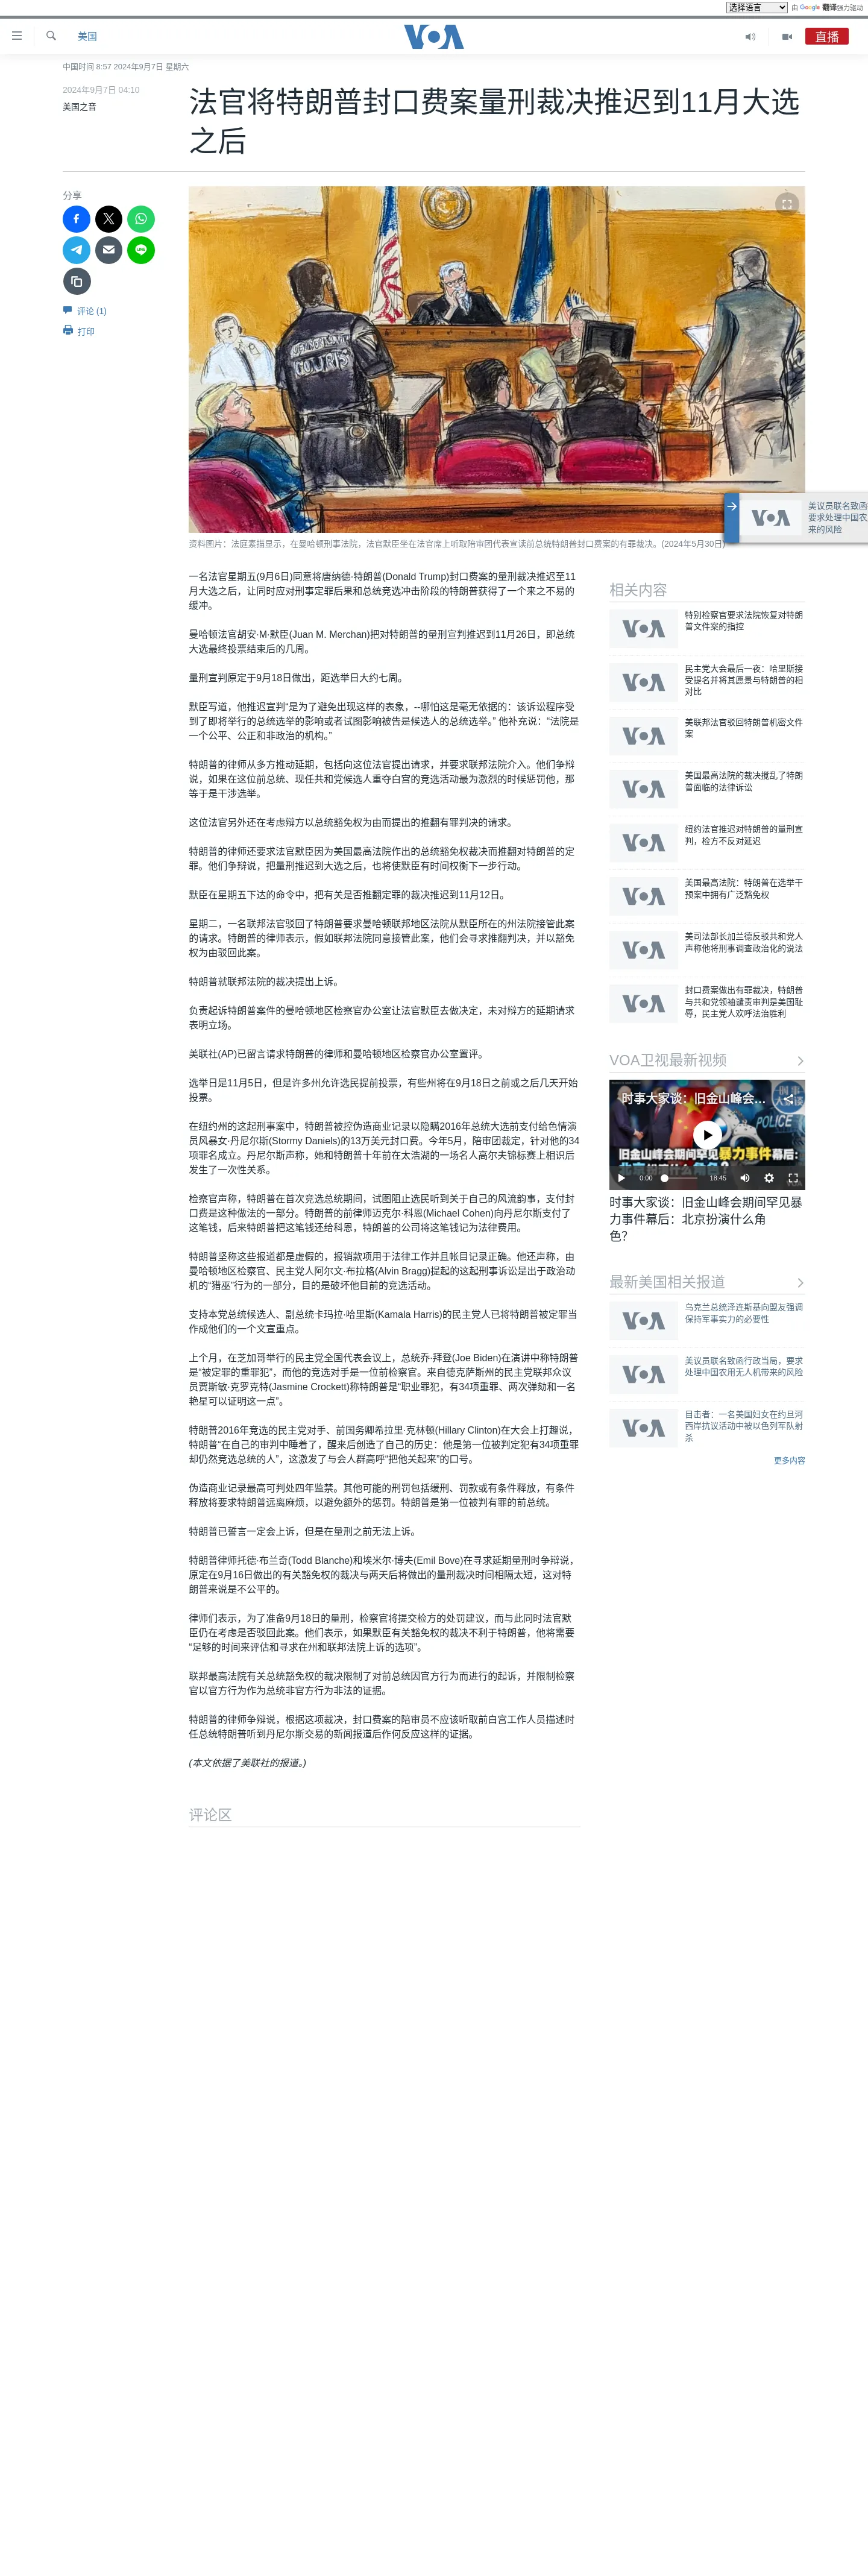 选择语言 由 Google 翻译强力驱动
美国
VOA
直播
中国时间 8:57 2024年9月7日 星期六
2024年9月7日 04:10
美国之音
法官将特朗普封口费案量刑裁决推迟到11月大选
之后
分享
评论 (1)
打印
资料图片：法庭素描显示，在曼哈顿刑事法院，法官默臣坐在法官席上听取陪审团代表宣读前总统特朗普封口费案的有罪裁决。(2024年5月30日)
美议员联名致函
要求处理中国农
来的风险
一名法官星期五(9月6日)同意将唐纳德·特朗普(Donald Trump)封口费案的量刑裁决推迟至11
月大选之后，让同时应对刑事定罪后果和总统竞选冲击阶段的特朗普获得了一个来之不易的
缓冲。
曼哈顿法官胡安·M·默臣(Juan M. Merchan)把对特朗普的量刑宣判推迟到11月26日，即总统
大选最终投票结束后的几周。
量刑宣判原定于9月18日做出，距选举日大约七周。
默臣写道，他推迟宣判“是为了避免出现这样的表象，--哪怕这是毫无依据的：该诉讼程序受
到了即将举行的总统选举的影响或者试图影响被告是候选人的总统选举。” 他补充说：“法院是
一个公平、公正和非政治的机构。”
特朗普的律师从多方推动延期，包括向这位法官提出请求，并要求联邦法院介入。他们争辩
说，如果在这位前总统、现任共和党候选人重夺白宫的竞选活动最为激烈的时候惩罚他，那
等于是干涉选举。
这位法官另外还在考虑辩方以总统豁免权为由而提出的推翻有罪判决的请求。
特朗普的律师还要求法官默臣因为美国最高法院作出的总统豁免权裁决而推翻对特朗普的定
罪。他们争辩说，把量刑推迟到大选之后，也将使默臣有时间权衡下一步行动。
默臣在星期五下达的命令中，把有关是否推翻定罪的裁决推迟到11月12日。
星期二，一名联邦法官驳回了特朗普要求曼哈顿联邦地区法院从默臣所在的州法院接管此案
的请求。特朗普的律师表示，假如联邦法院同意接管此案，他们会寻求推翻判决，并以豁免
权为由驳回此案。
特朗普就联邦法院的裁决提出上诉。
负责起诉特朗普案件的曼哈顿地区检察官办公室让法官默臣去做决定，未对辩方的延期请求
表明立场。
美联社(AP)已留言请求特朗普的律师和曼哈顿地区检察官办公室置评。
选举日是11月5日，但是许多州允许选民提前投票，有些州将在9月18日之前或之后几天开始
投票。
在纽约州的这起刑事案中，特朗普被控伪造商业记录以隐瞒2016年总统大选前支付给色情演
员风暴女·丹尼尔斯(Stormy Daniels)的13万美元封口费。今年5月，陪审团裁定，针对他的34
项罪名成立。丹尼尔斯声称，她和特朗普十年前在太浩湖的一场名人高尔夫锦标赛上相识后
发生了一次性关系。
检察官声称，特朗普在首次竞选总统期间，试图阻止选民听到关于自己的风流韵事，支付封
口费是这种做法的一部分。特朗普的前律师迈克尔·科恩(Michael Cohen)向丹尼尔斯支付了
这笔钱，后来特朗普把这笔钱还给科恩，特朗普的公司将这笔钱记为法律费用。
特朗普坚称这些报道都是虚假的，报销款项用于法律工作并且帐目记录正确。他还声称，由
曼哈顿地区检察官、民主党人阿尔文·布拉格(Alvin Bragg)提起的这起刑事诉讼是出于政治动
机的“猎巫”行为的一部分，目的是破坏他目前的竞选活动。
支持本党总统候选人、副总统卡玛拉·哈里斯(Kamala Harris)的民主党人已将特朗普被定罪当
作成他们的一个文宣重点。
上个月，在芝加哥举行的民主党全国代表会议上，总统乔·拜登(Joe Biden)在演讲中称特朗普
是“被定罪的重罪犯”，而他的竞选对手是一位前检察官。来自德克萨斯州的民主党联邦众议
员贾斯敏·克罗克特(Jasmine Crockett)称特朗普是“职业罪犯，有34项重罪、两次弹劾和一名
艳星可以证明这一点”。
特朗普2016年竞选的民主党对手、前国务卿希拉里·克林顿(Hillary Clinton)在大会上打趣说，
特朗普“在自己的审判中睡着了，醒来后创造了自己的历史：他是第一位被判定犯有34项重罪
却仍然竞选总统的人”，这激发了与会人群高呼“把他关起来”的口号。
伪造商业记录最高可判处四年监禁。其他可能的刑罚包括缓刑、罚款或有条件释放，有条件
释放将要求特朗普远离麻烦，以避免额外的惩罚。特朗普是第一位被判有罪的前总统。
特朗普已誓言一定会上诉，但是在量刑之前无法上诉。
特朗普律师托德·布兰奇(Todd Blanche)和埃米尔·博夫(Emil Bove)在寻求延期量刑时争辩说，
原定在9月16日做出的有关豁免权的裁决与两天后将做出的量刑裁决时间相隔太短，这对特
朗普来说是不公平的。
律师们表示，为了准备9月18日的量刑，检察官将提交检方的处罚建议，而与此同时法官默
臣仍在考虑是否驳回此案。他们表示，如果默臣有关豁免权的裁决不利于特朗普，他将需要
“足够的时间来评估和寻求在州和联邦法院上诉的选项”。
联邦最高法院有关总统豁免权的裁决限制了对前总统因官方行为而进行的起诉，并限制检察
官以官方行为作为总统非官方行为非法的证据。
特朗普的律师争辩说，根据这项裁决，封口费案的陪审员不应该听取前白宫工作人员描述时
任总统特朗普听到丹尼尔斯交易的新闻报道后作何反应这样的证据。
(本文依据了美联社的报道。)
评论区
相关内容
特别检察官要求法院恢复对特朗
普文件案的指控
民主党大会最后一夜：哈里斯接
受提名并将其愿景与特朗普的相
对比
美联邦法官驳回特朗普机密文件
案
美国最高法院的裁决搅乱了特朗
普面临的法律诉讼
纽约法官推迟对特朗普的量刑宣
判，检方不反对延迟
美国最高法院：特朗普在选举干
预案中拥有广泛豁免权
美司法部长加兰德反驳共和党人
声称他将刑事调查政治化的说法
封口费案做出有罪裁决，特朗普
与共和党领袖谴责审判是美国耻
辱，民主党人欢呼法治胜利
VOA卫视最新视频
时事大家谈：旧金山峰会…
旧金山峰会期间罕见暴力事件幕后：
0:00 18:45
时事大家谈：旧金山峰会期间罕见暴
力事件幕后：北京扮演什么角
色？
最新美国相关报道
乌克兰总统泽连斯基向盟友强调
保持军事实力的必要性
美议员联名致函行政当局，要求
处理中国农用无人机带来的风险
目击者：一名美国妇女在约旦河
西岸抗议活动中被以色列军队射
杀
更多内容